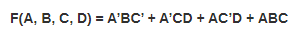 F(A, B, C, D) = A’BC’ + A’CD + AC’D + ABC